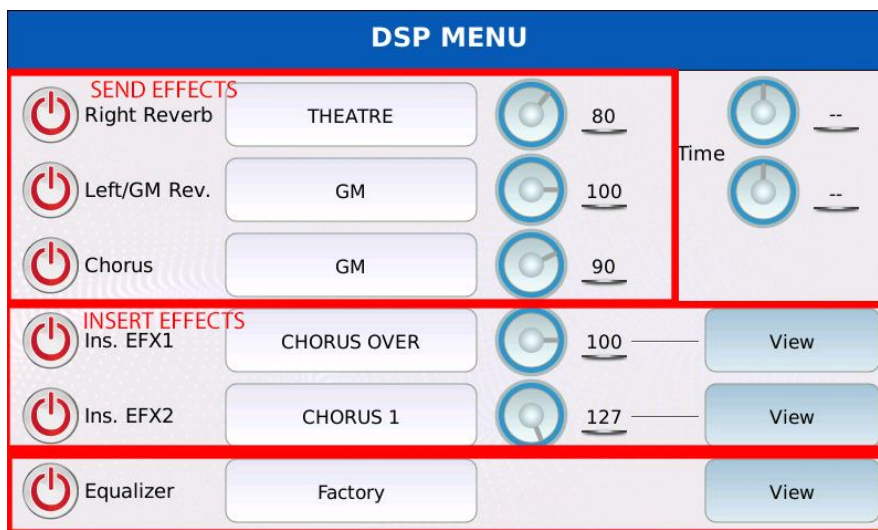 DSP MENU
SEND EFFECTS
Right Reverb THEATRE 80 --
Time
Left/GM Rev. GM 100 --
Chorus GM 90
INSERT EFFECTS
Ins. EFX1 CHORUS OVER 100 View
Ins. EFX2 CHORUS 1 127 View
Equalizer Factory View